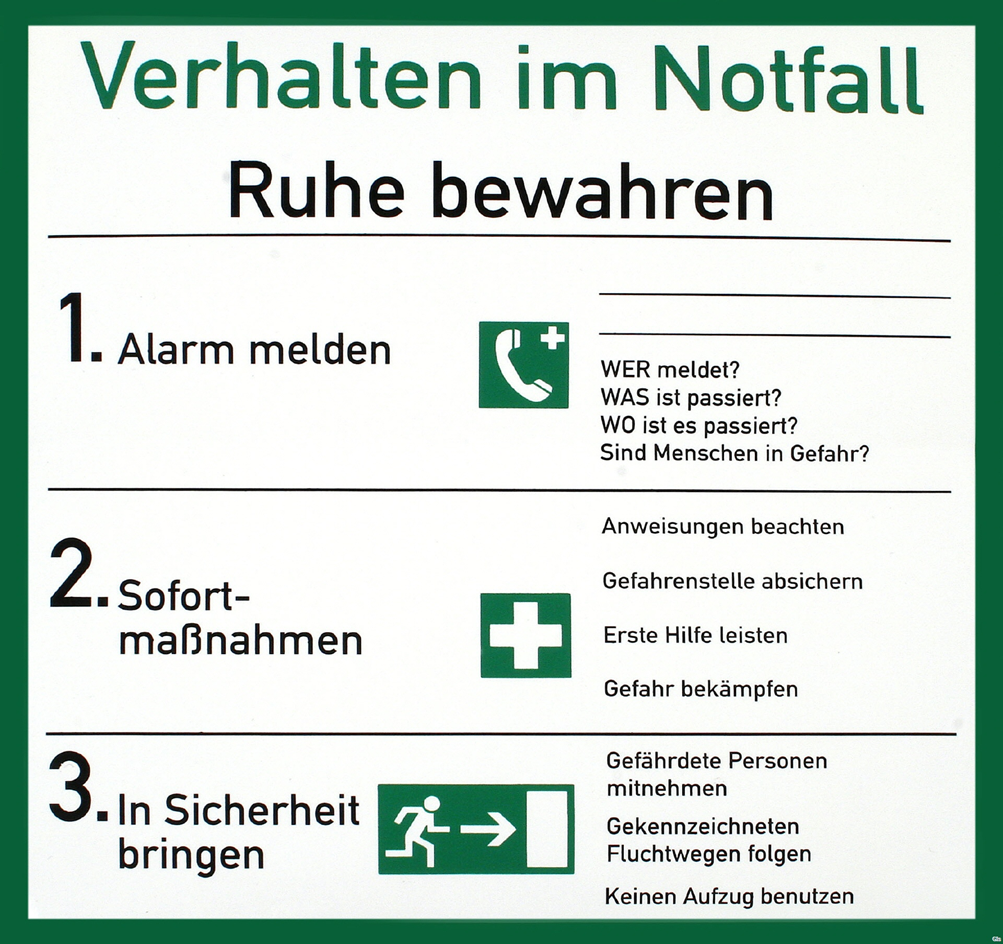 Verhalten im Notfall
Ruhe bewahren
1. Alarm melden
WER meldet?
WAS ist passiert?
WO ist es passiert?
Sind Menschen in Gefahr?
2. Sofort-
maßnahmen
Anweisungen beachten
Gefahrenstelle absichern
Erste Hilfe leisten
Gefahr bekämpfen
3. In Sicherheit
bringen
Gefährdete Personen
mitnehmen
Gekennzeichneten
Fluchtwegen folgen
Keinen Aufzug benutzen